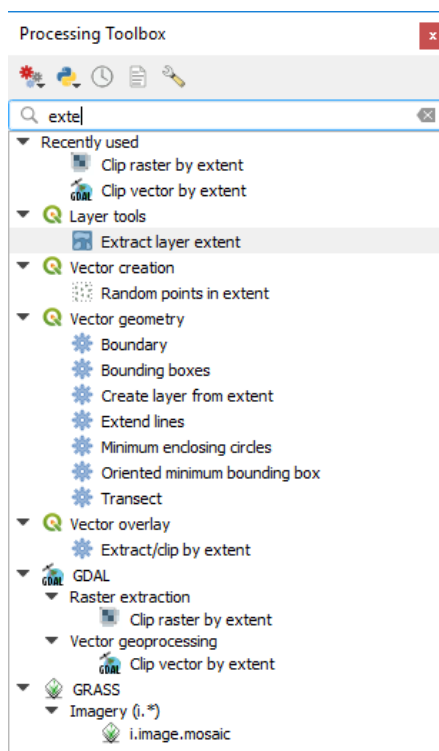 Processing Toolbox
x
exte
Recently used
Clip raster by extent
GDAL Clip vector by extent
Layer tools
Extract layer extent
Vector creation
Random points in extent
Vector geometry
Boundary
Bounding boxes
Create layer from extent
Extend lines
Minimum enclosing circles
Oriented minimum bounding box
Transect
Vector overlay
Extract/clip by extent
GDAL GDAL
Raster extraction
Clip raster by extent
Vector geoprocessing
GDAL Clip vector by extent
GRASS
Imagery (i.*)
i.image.mosaic